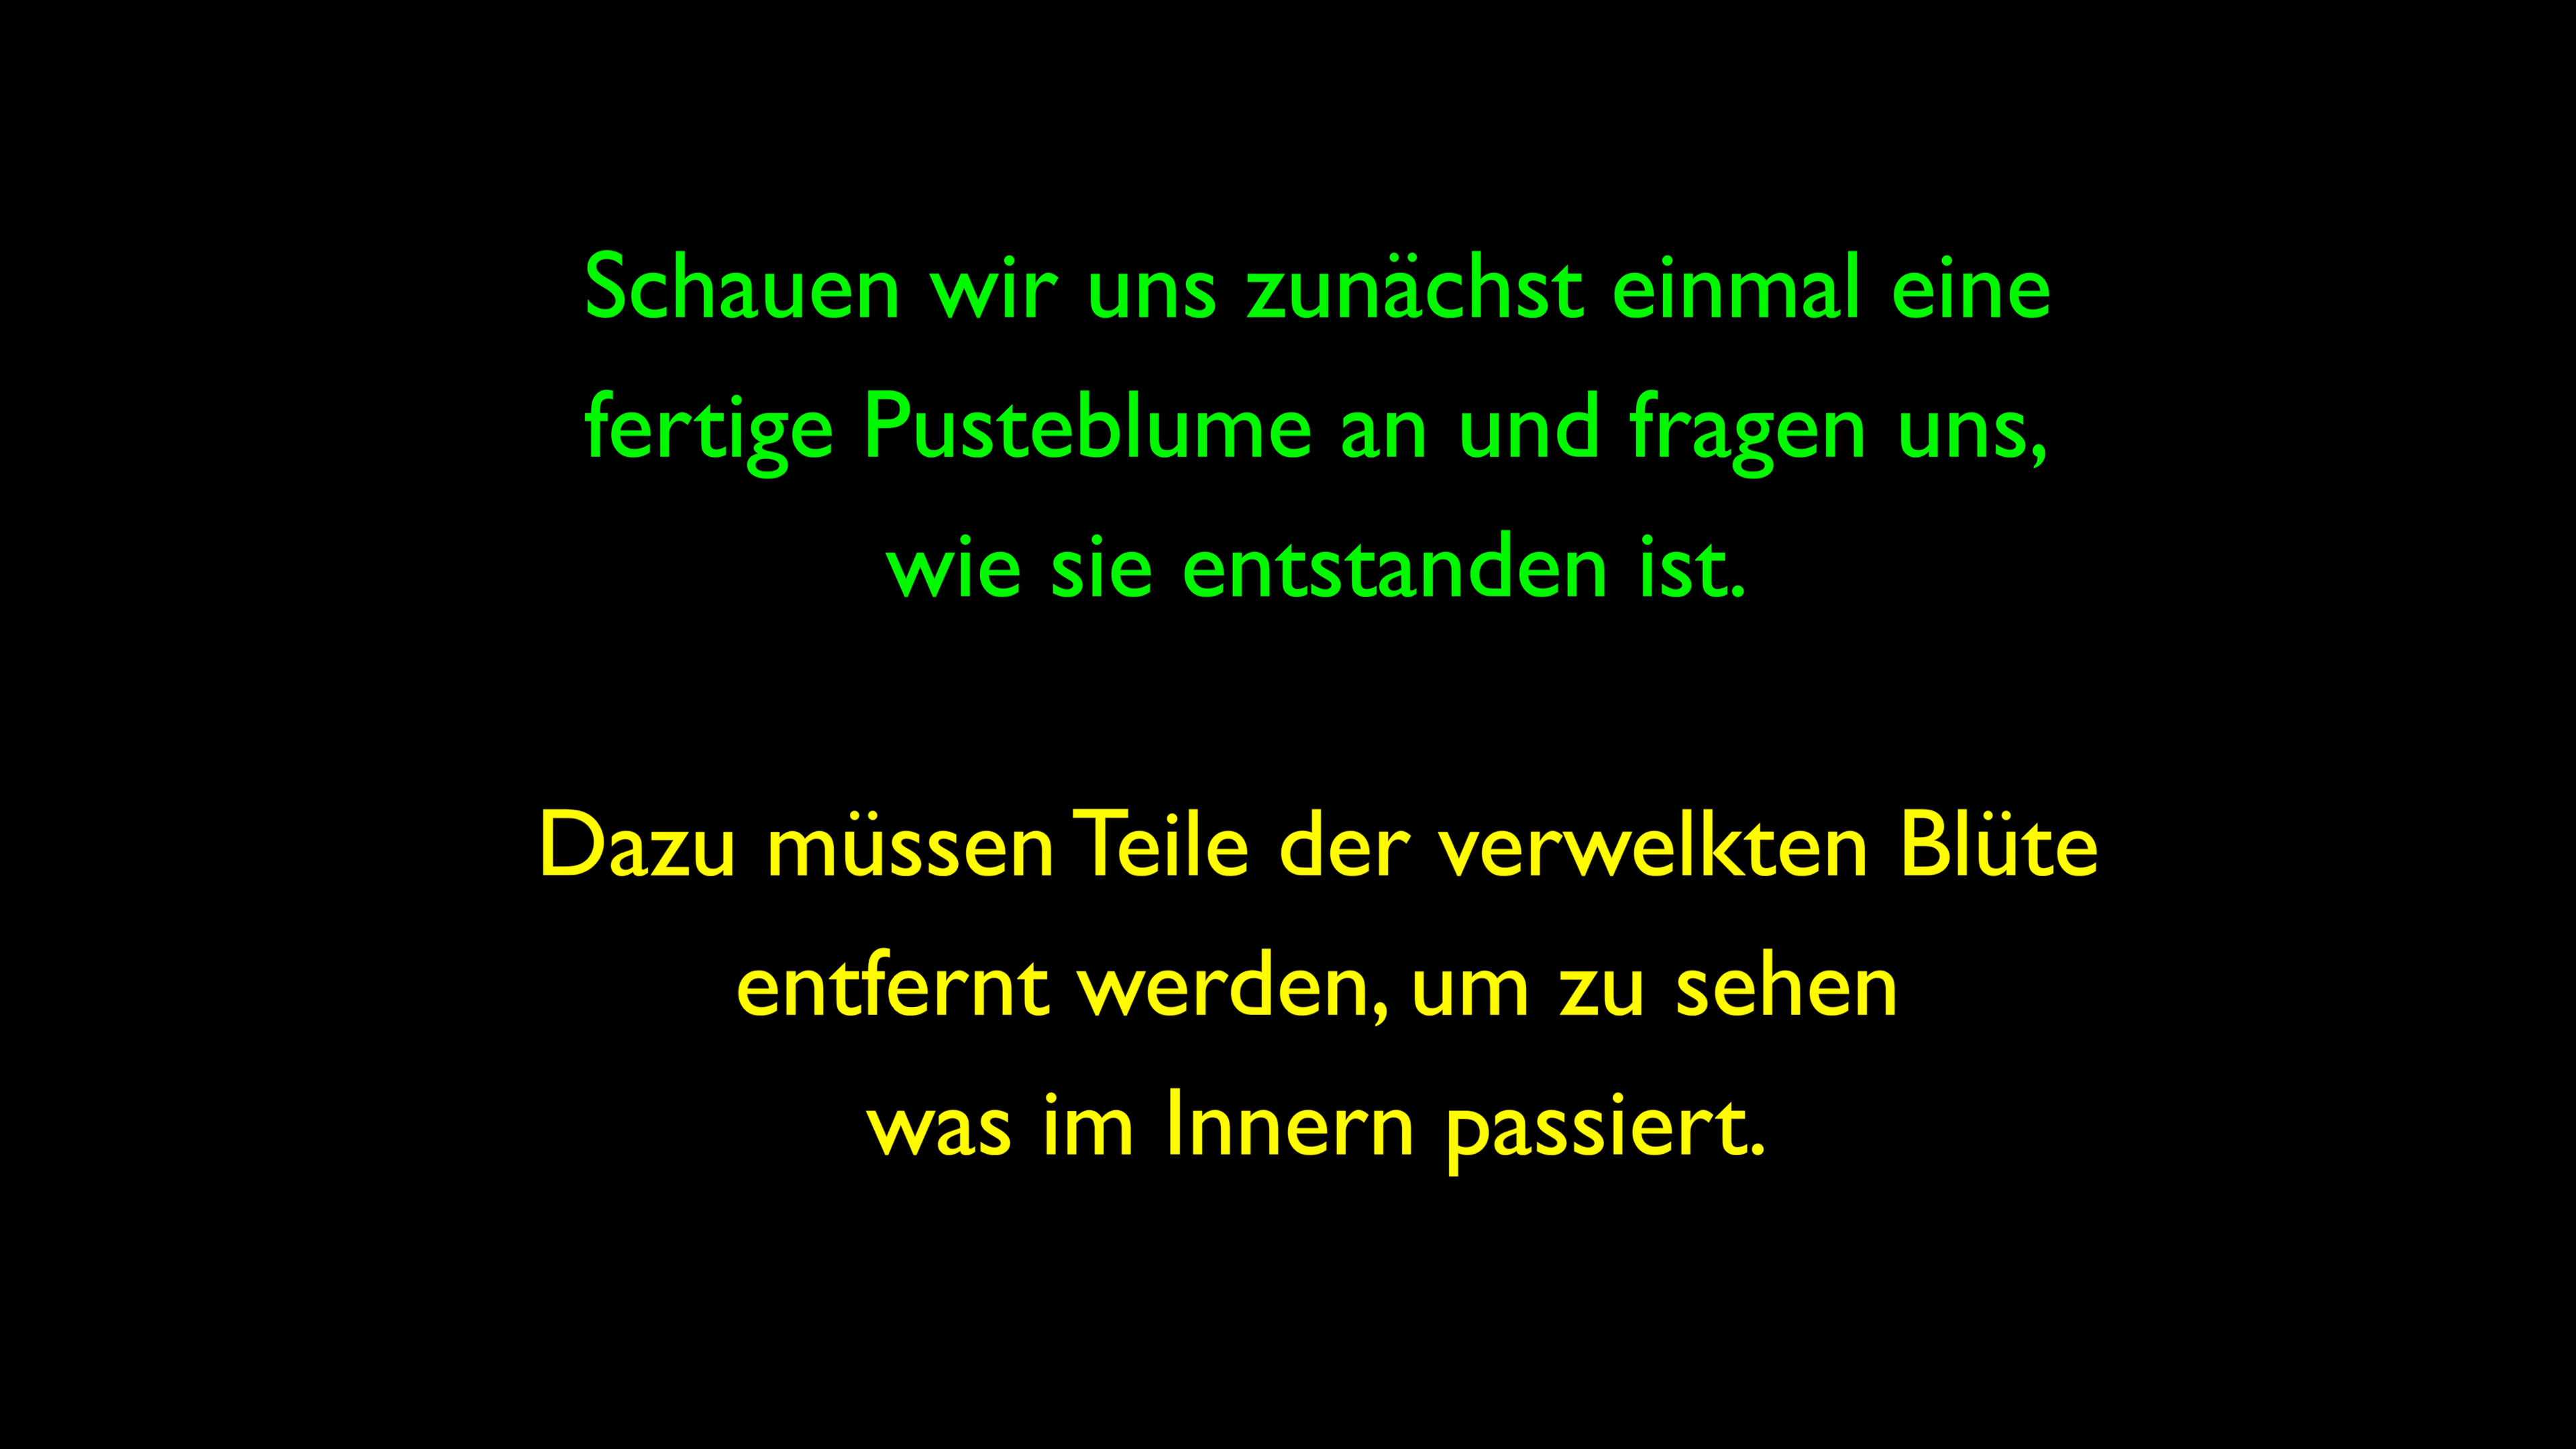 Schauen wir uns zunächst einmal eine
fertige Pusteblume an und fragen uns,
wie sie entstanden ist.
Dazu müssen Teile der verwelkten Blüte
entfernt werden, um zu sehen
was im Innern passiert.